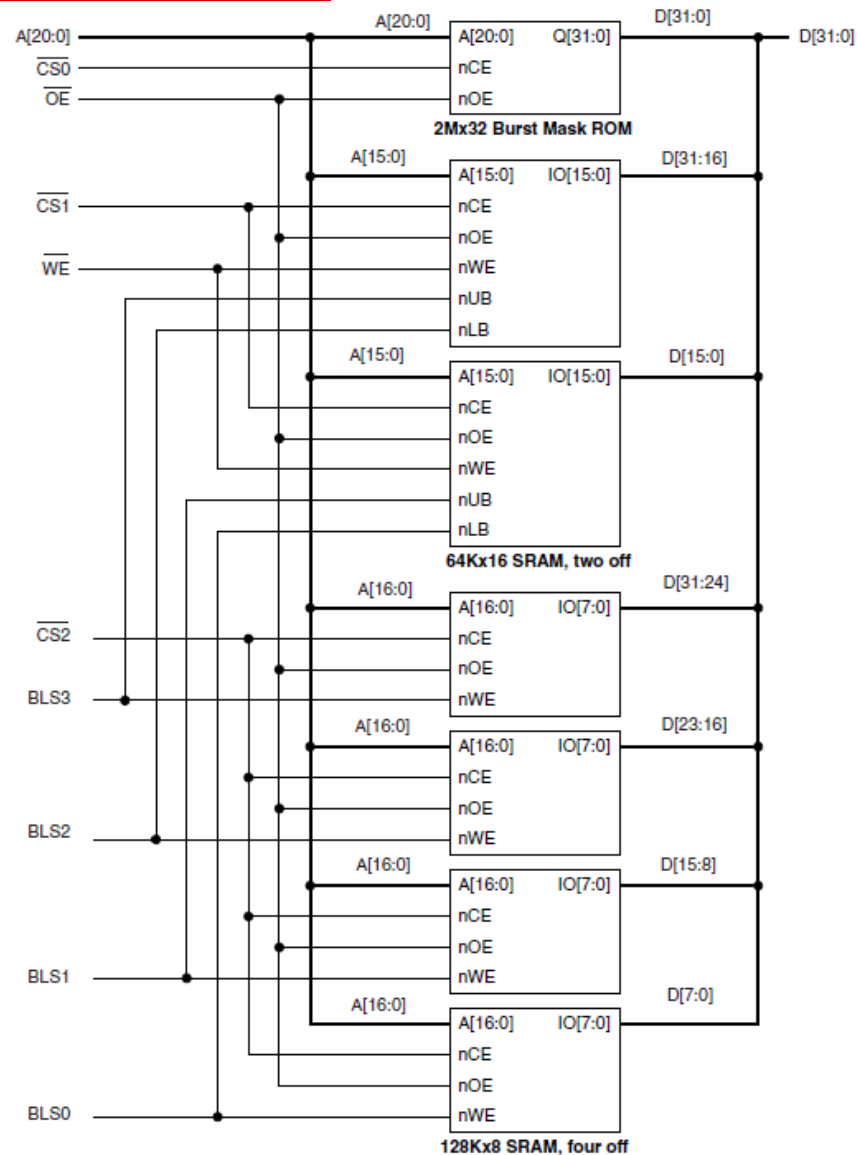 A[20:0] A[20:0] A[20:0] Q[31:0] D[31:0] D[31:0]
CS0 nCE
OE nOE
2Mx32 Burst Mask ROM
A[15:0] A[15:0] IO[15:0] D[31:16]
CS1 nCE
nOE
WE nWE
nUB
nLB
A[15:0] A[15:0] IO[15:0] D[15:0]
nCE
nOE
nWE
nUB
nLB
64Kx16 SRAM, two off
A[16:0] A[16:0] IO[7:0] D[31:24]
CS2 nCE
nOE
BLS3 nWE
A[16:0] A[16:0] IO[7:0] D[23:16]
nCE
nOE
BLS2 nWE
A[16:0] A[16:0] IO[7:0] D[15:8]
nCE
nOE
BLS1 nWE
A[16:0] A[16:0] IO[7:0] D[7:0]
nCE
nOE
BLS0 nWE
128Kx8 SRAM, four off